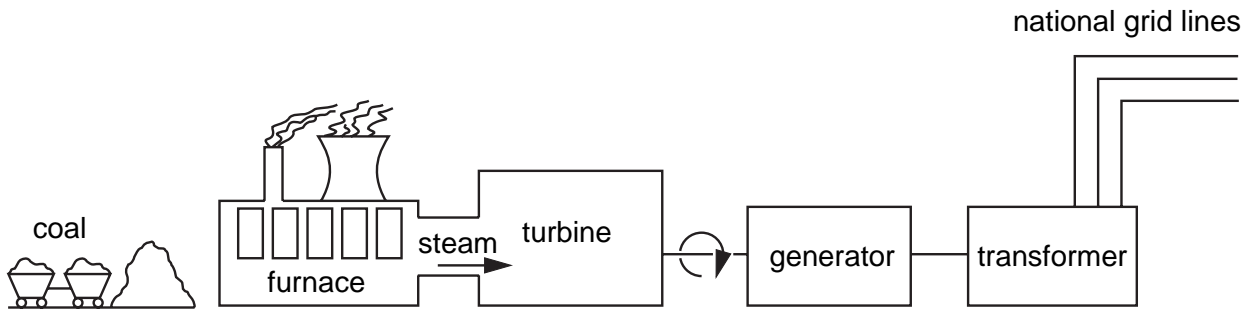 national grid lines
coal
steam
turbine
generator
transformer
furnace